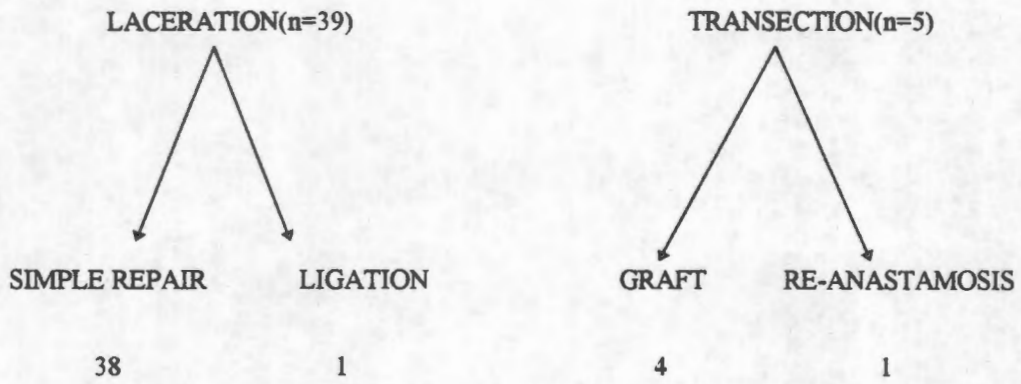 LACERATION(n=39) TRANSECTION(n=5)
SIMPLE REPAIR LIGATION GRAFT RE-ANASTAMOSIS
38 1 4 1